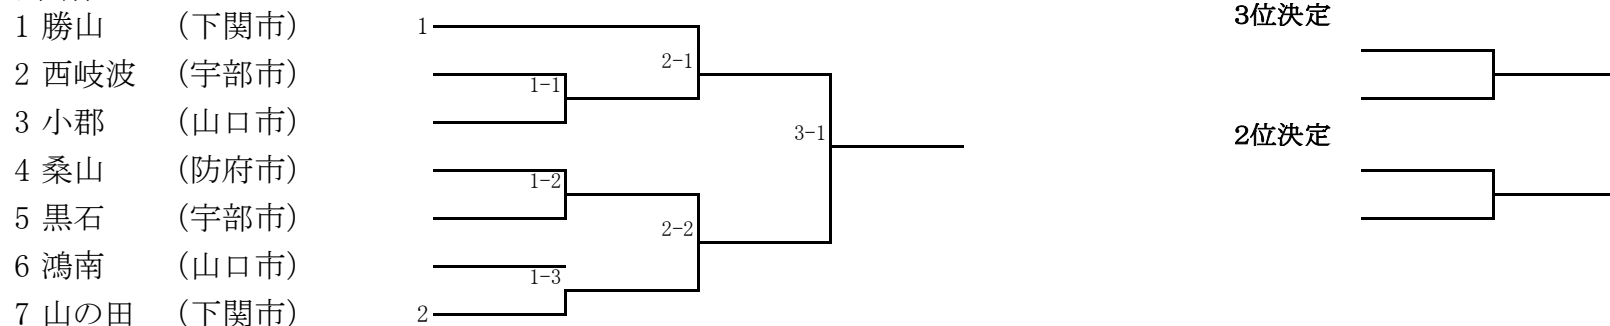 1 勝山 （下関市） 1
2 西岐波 （宇部市）
3 小郡 （山口市）
4 桑山 （防府市）
5 黒石 （宇部市）
6 鴻南 （山口市）
7 山の田 （下関市） 2
2-1
1-1
3-1
1-2
2-2
1-3
3位決定
2位決定